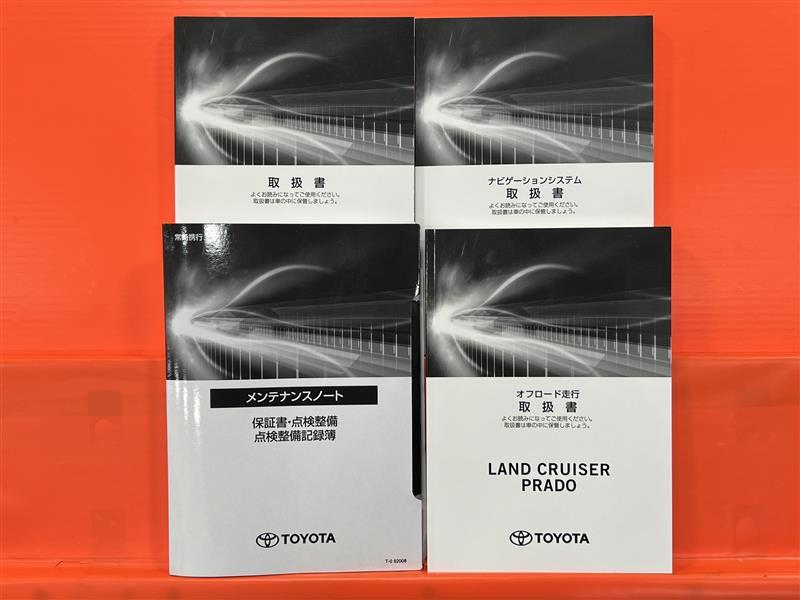 取扱書
よくお読みになってご使用ください。
取扱書は車の中に保管しましょう。
ナビゲーションシステム
取扱書
よくお読みになってご使用ください。
取扱書は車の中に保管しましょう。
常時携行
メンテナンスノート
保証書・点検整備
点検整備記録簿
TOYOTA
オフロード走行
取扱書
よくお読みになってご使用ください。
取扱書は車の中に保管しましょう。
LAND CRUISER
PRADO
TOYOTA